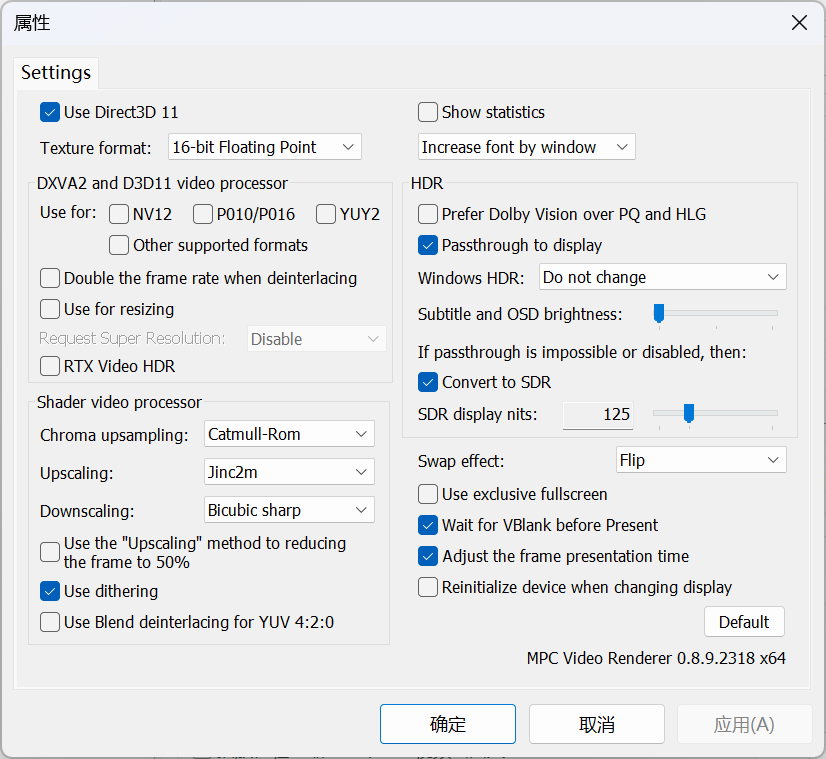 属性
Settings
Use Direct3D 11
Texture format: 16-bit Floating Point
DXVA2 and D3D11 video processor
Use for: NV12 P010/P016 YUY2
Other supported formats
Double the frame rate when deinterlacing
Use for resizing
Request Super Resolution: Disable
RTX Video HDR
Shader video processor
Chroma upsampling: Catmull-Rom
Upscaling: Jinc2m
Downscaling: Bicubic sharp
Use the "Upscaling" method to reducing
the frame to 50%
Use dithering
Use Blend deinterlacing for YUV 4:2:0
Show statistics
Increase font by window
HDR
Prefer Dolby Vision over PQ and HLG
Passthrough to display
Windows HDR: Do not change
Subtitle and OSD brightness:
If passthrough is impossible or disabled, then:
Convert to SDR
SDR display nits: 125
Swap effect: Flip
Use exclusive fullscreen
Wait for VBlank before Present
Adjust the frame presentation time
Reinitialize device when changing display
Default
MPC Video Renderer 0.8.9.2318 x64
确定 取消 应用(A)